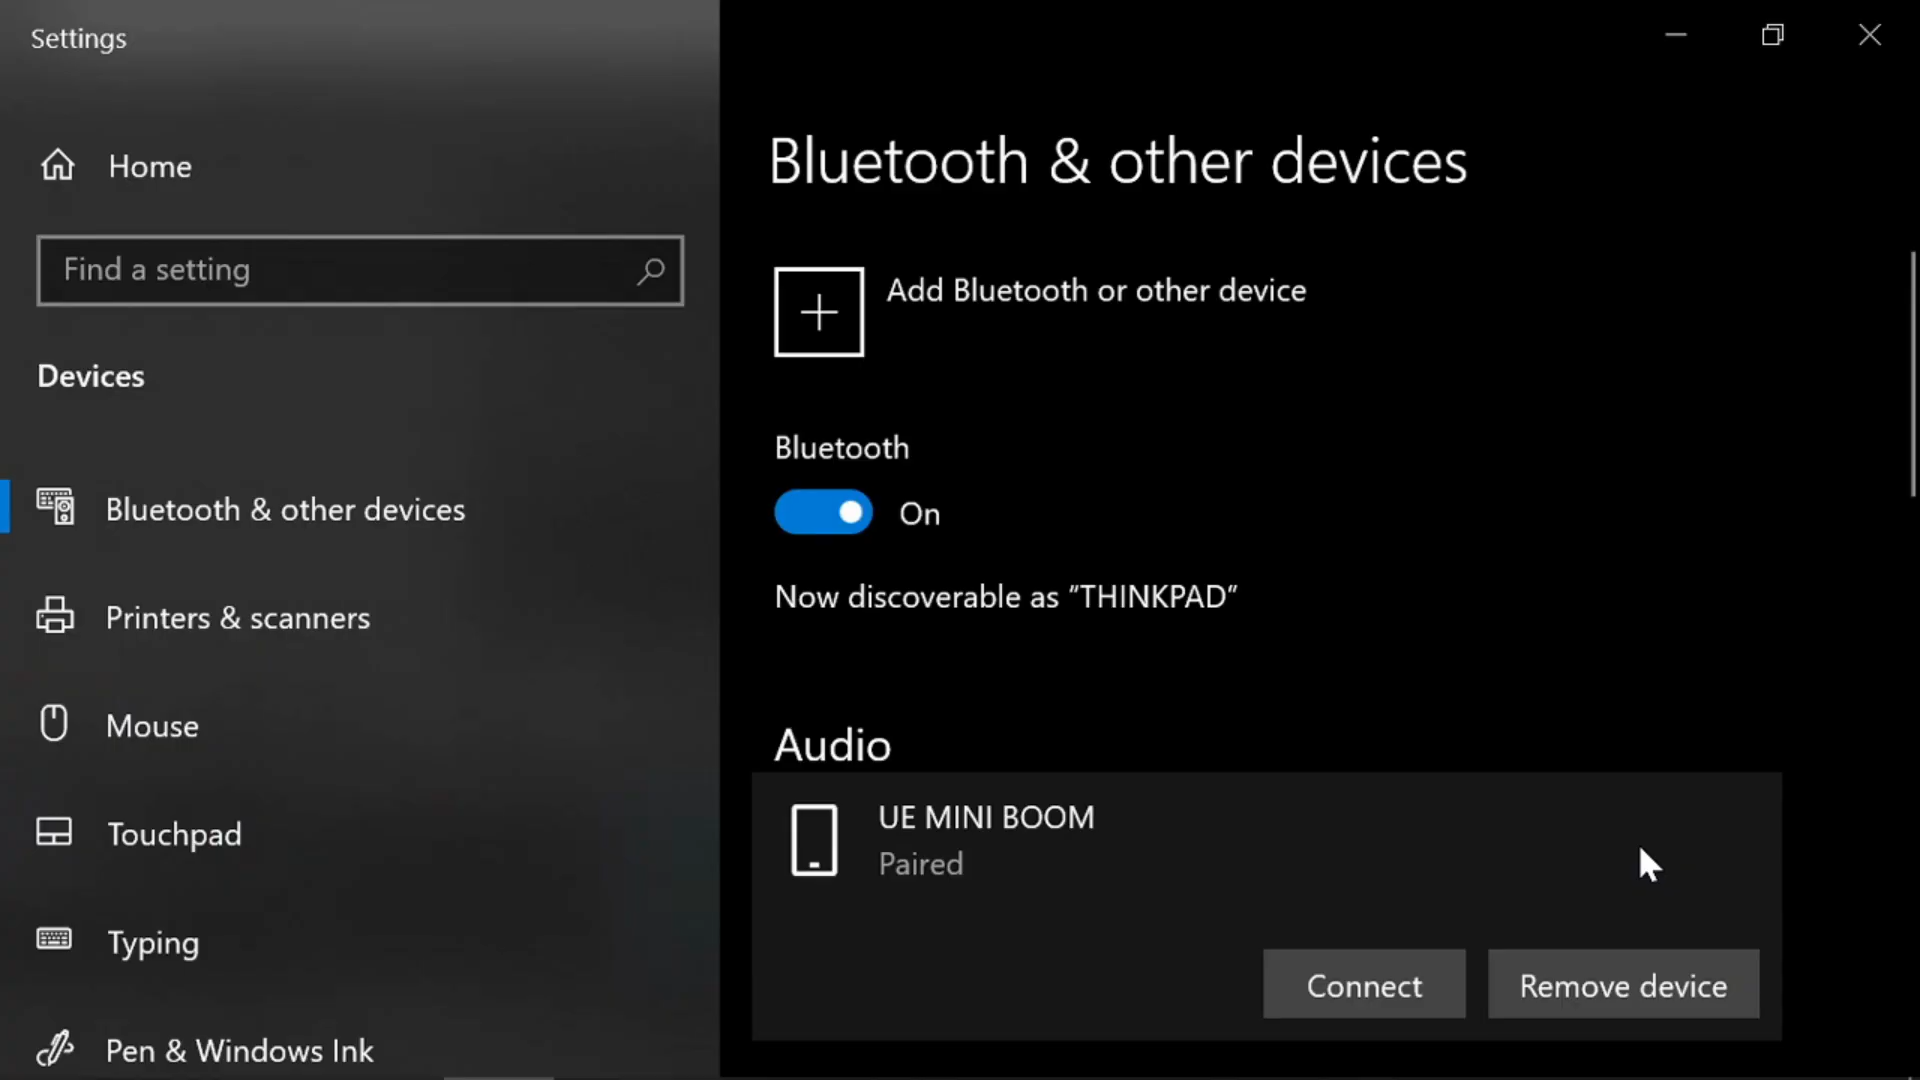 Settings
Home
Find a setting
Devices
Bluetooth & other devices
Printers & scanners
Mouse
Touchpad
Typing
Pen & Windows Ink
Bluetooth & other devices
Add Bluetooth or other device
Bluetooth
On
Now discoverable as “THINKPAD”
Audio
UE MINI BOOM
Paired
Connect
Remove device